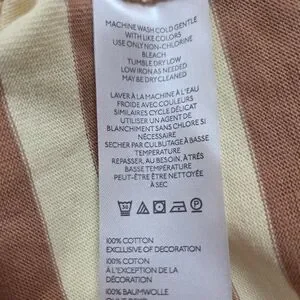 MACHINE WASH COLD GENTLE
WITH LIKE COLORS
USE ONLY NON-CHLORINE
BLEACH
TUMBLE DRY LOW
LOW IRON AS NEEDED
MAY BE DRY CLEANED
LAVER À LA MACHINE À L'EAU
FROIDE AVEC COULEURS
SIMILAIRES CYCLE DÉLICAT
UTILISER UN AGENT DE
BLANCHIMENT SANS CHLORE SI
NÉCESSAIRE
SECHER PAR CULBUTAGE À BASSE
TEMPERATURE
REPASSER, AU BESOIN, À TRÈS
BASSE TEMPÉRATURE
PEUT-ÊTRE ÊTRE NETTOYÉE
À SEC
100% COTTON
EXCLUSIVE OF DECORATION
100% COTON
À L'EXCEPTION DE LA
DÉCORATION
100% BAUMWOLLE